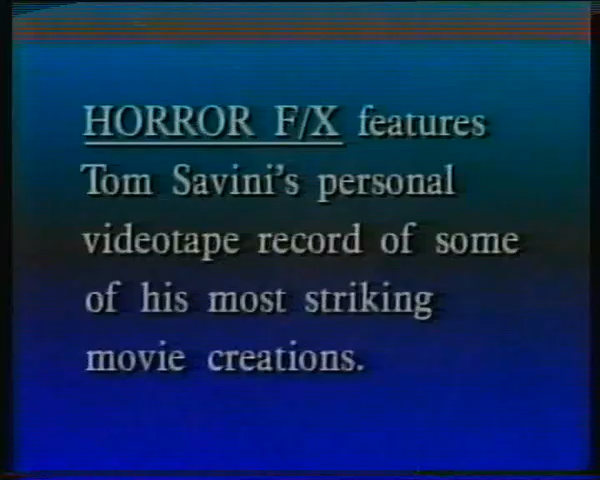 HORROR F/X features
Tom Savini's personal
videotape record of some
of his most striking
movie creations.